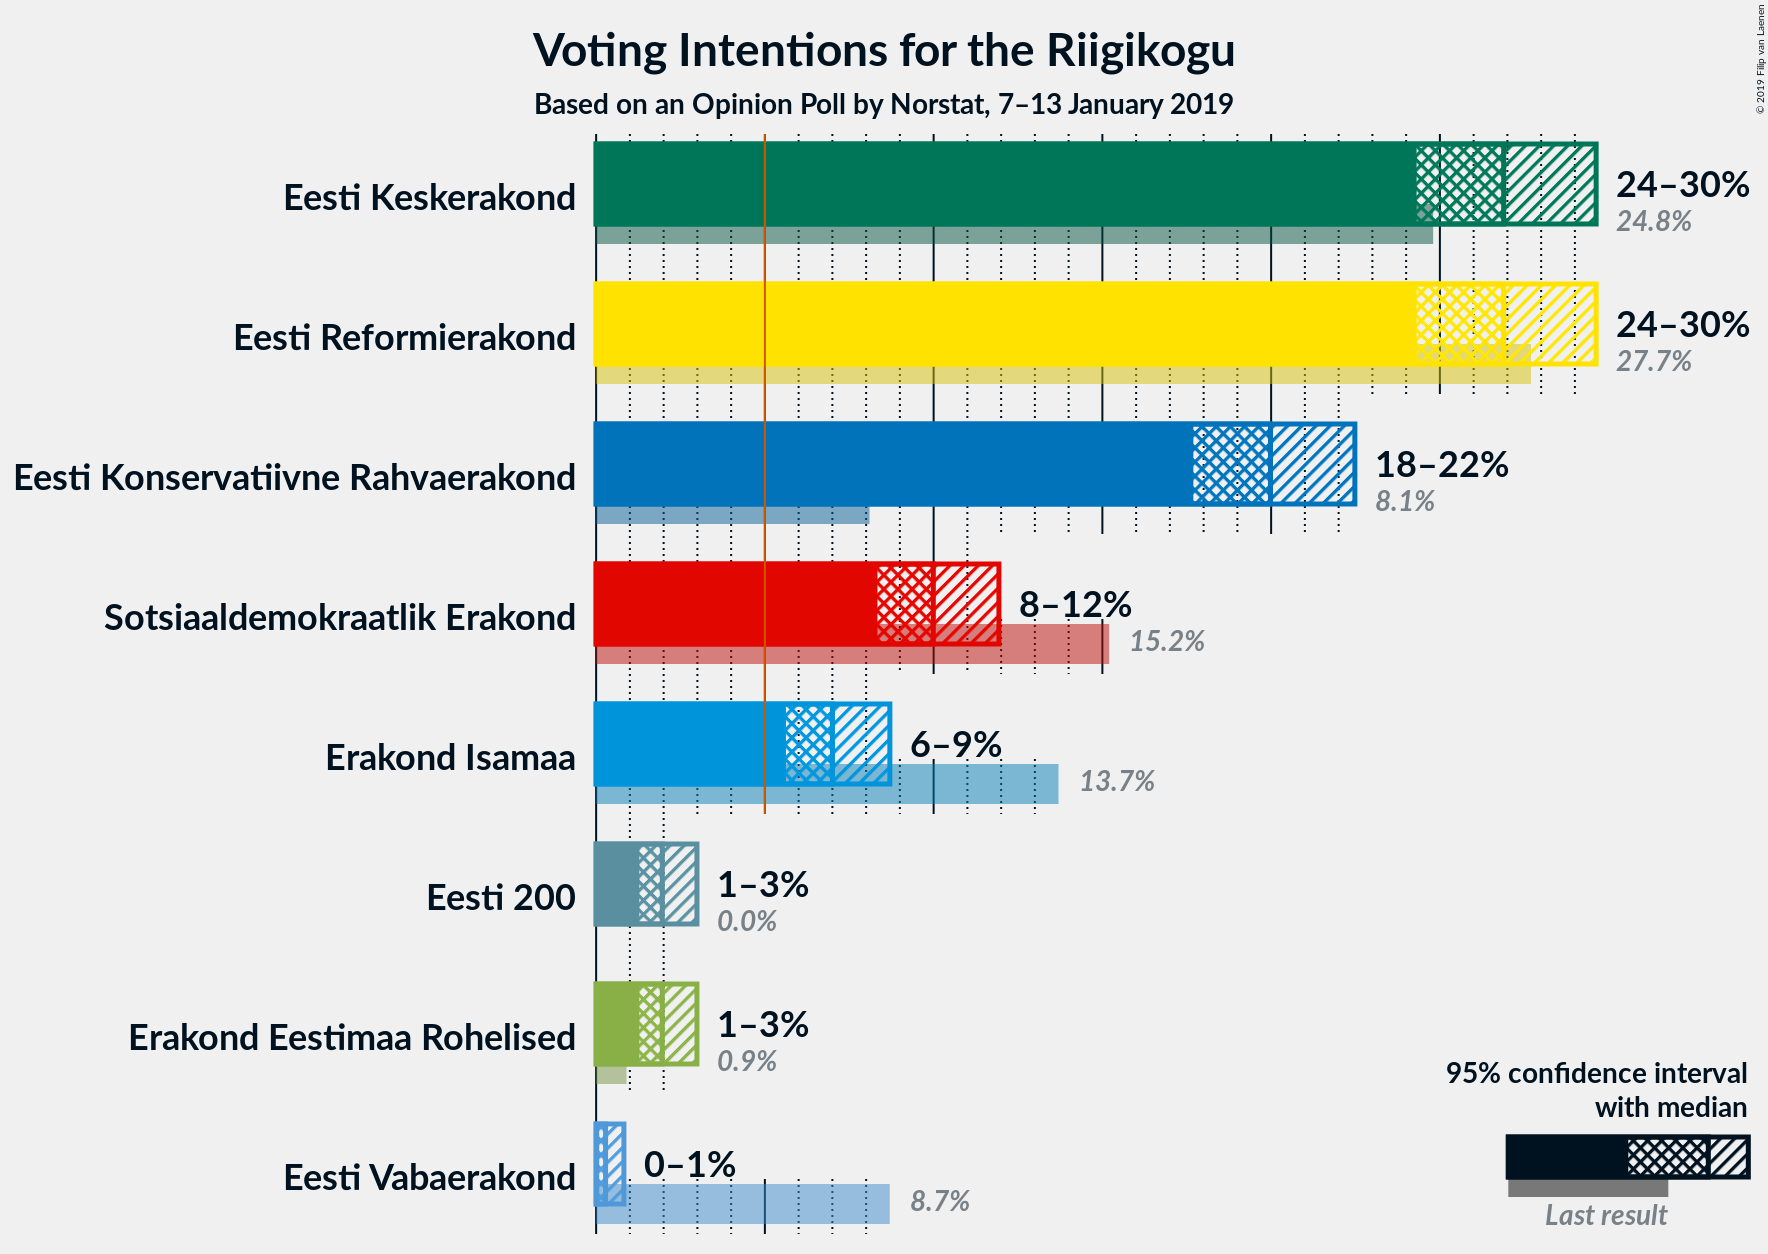 Voting Intentions for the Riigikogu
Based on an Opinion Poll by Norstat, 7–13 January 2019
© 2019 Filip van Laenen
Eesti Keskerakond
24–30%
24.8%
Eesti Reformierakond
24–30%
27.7%
Eesti Konservatiivne Rahvaerakond
18–22%
8.1%
Sotsiaaldemokraatlik Erakond
8–12%
15.2%
Erakond Isamaa
6–9%
13.7%
Eesti 200
1–3%
0.0%
Erakond Eestimaa Rohelised
1–3%
0.9%
Eesti Vabaerakond
0–1%
8.7%
95% confidence interval
with median
Last result